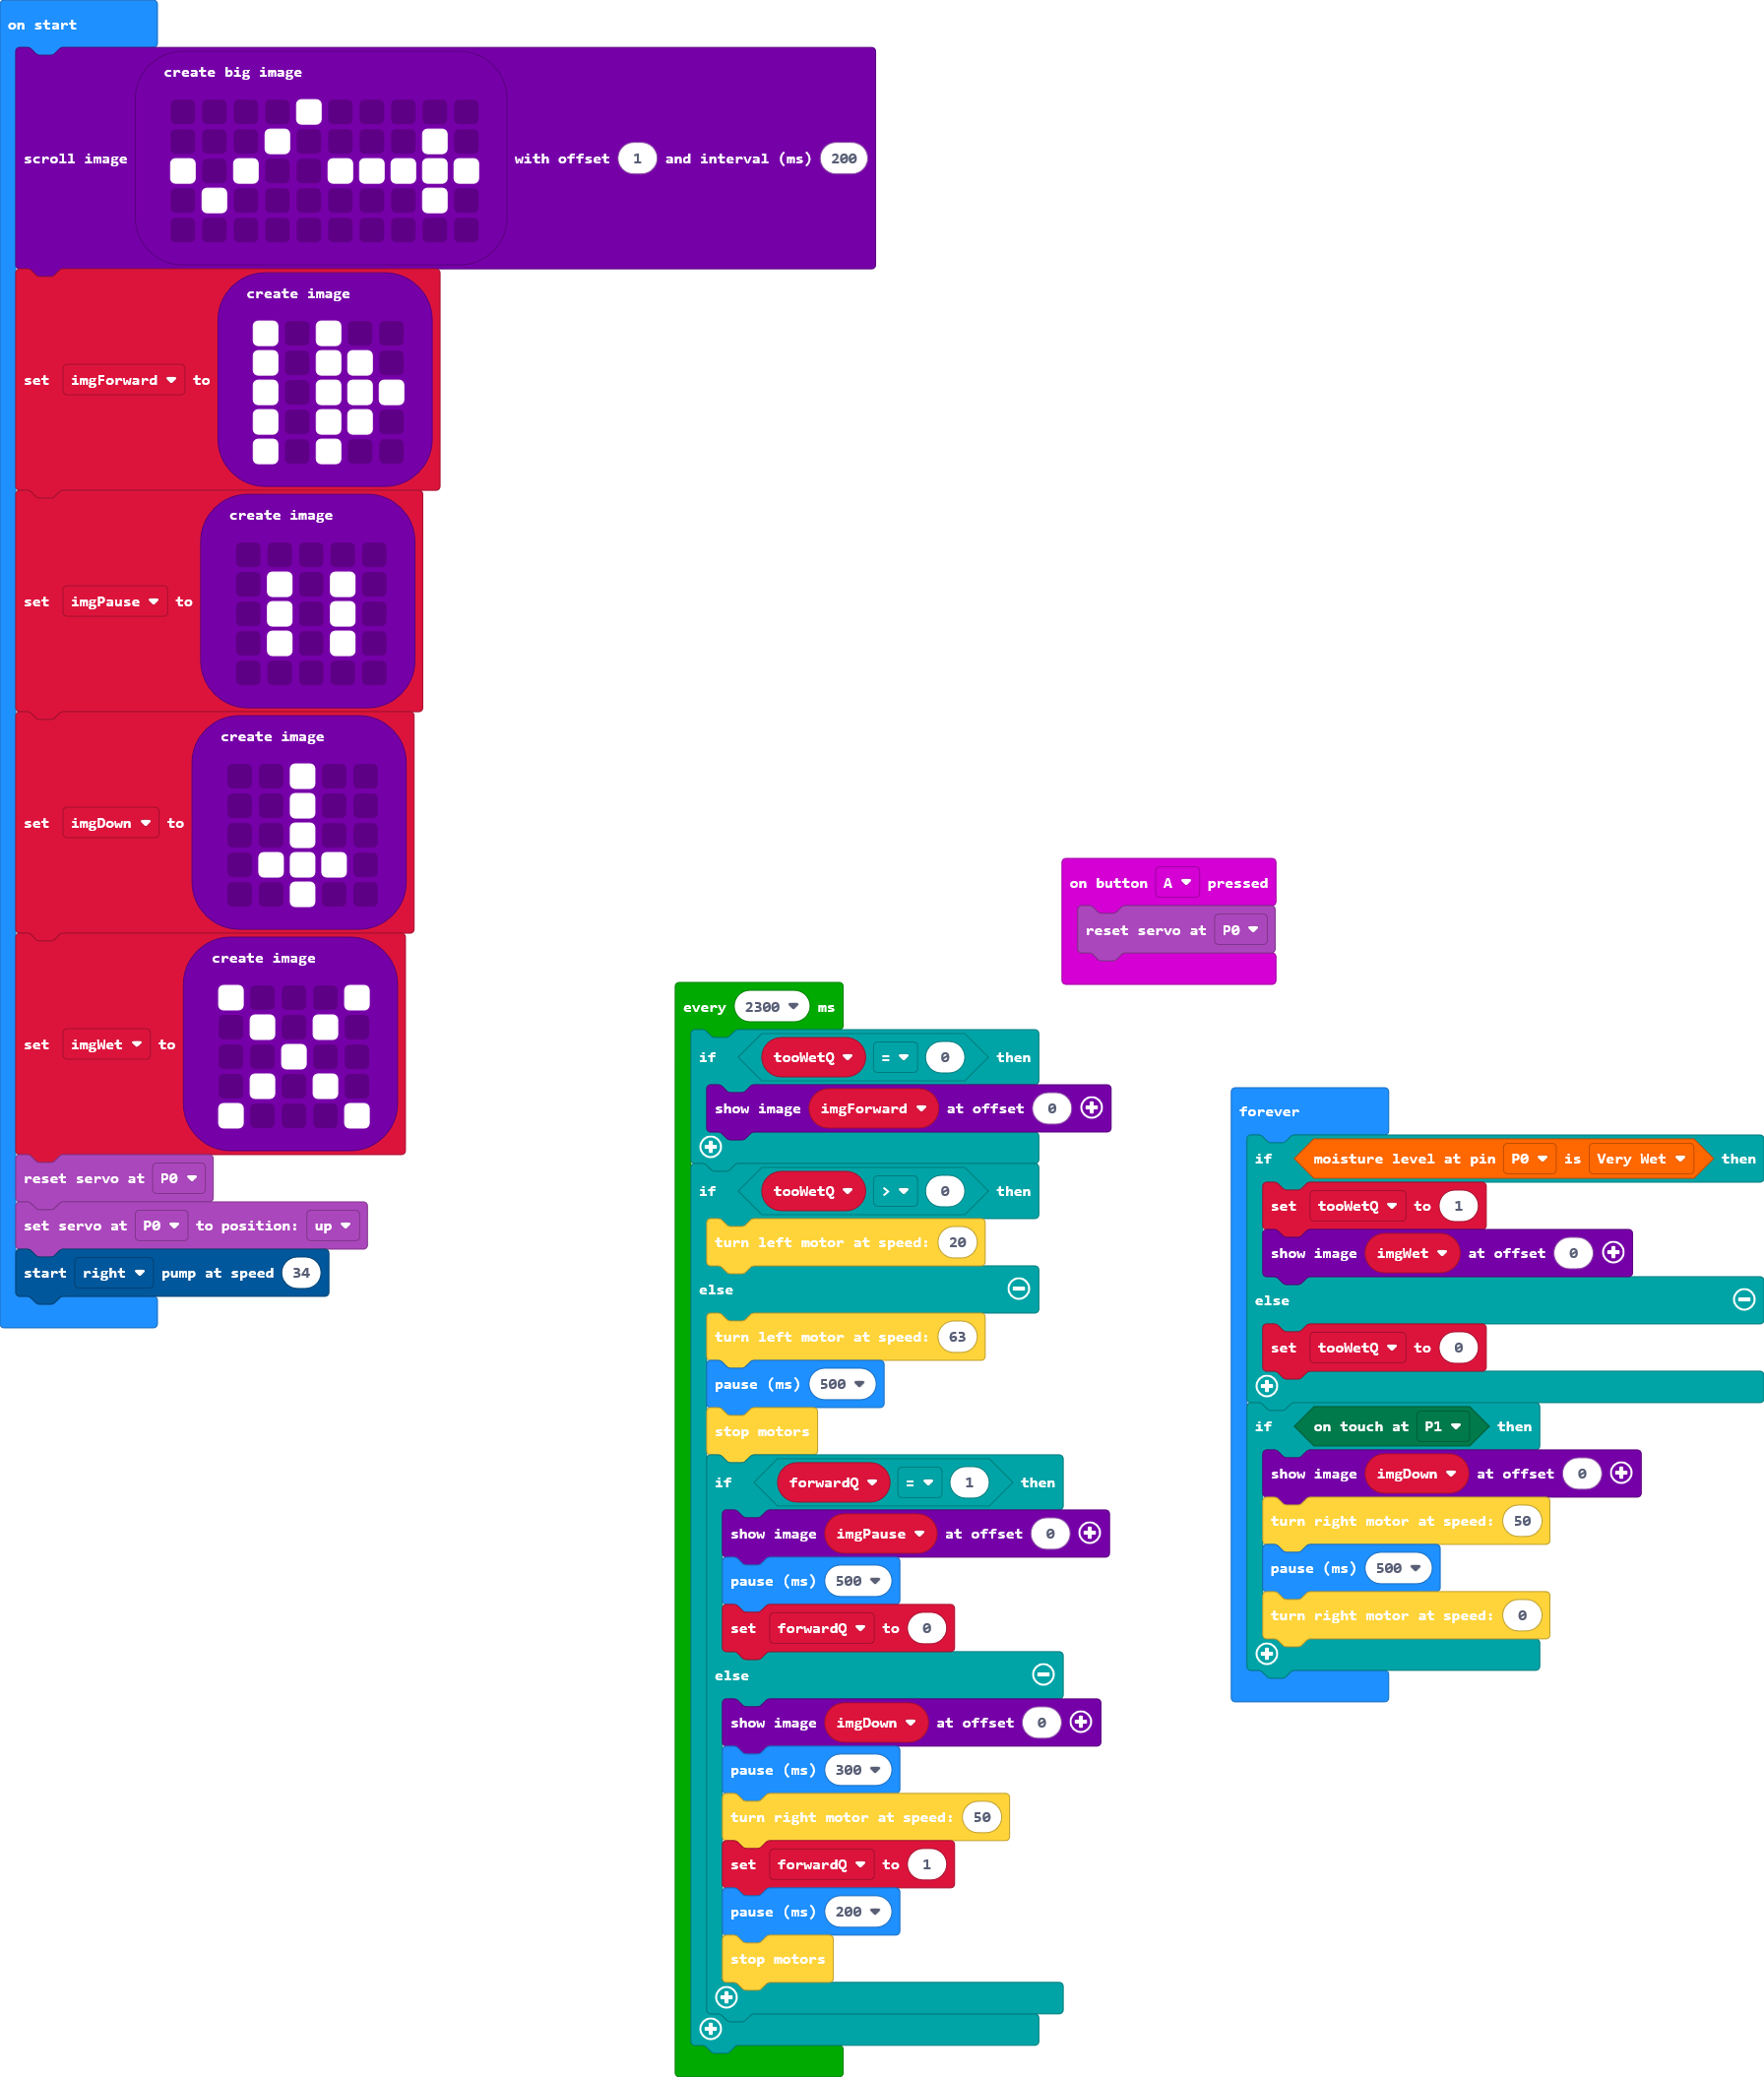 on start
create big image
scroll image with offset 1 and interval (ms) 200
create image
set imgForward to
create image
set imgPause to
create image
set imgDown to
create image
set imgWet to
reset servo at P0
set servo at P0 to position: up
start right pump at speed 34
on button A pressed
reset servo at P0
every 2300 ms
if tooWetQ = 0 then
show image imgForward at offset 0
if tooWetQ > 0 then
turn left motor at speed: 20
else
turn left motor at speed: 63
pause (ms) 500
stop motors
if forwardQ = 1 then
show image imgPause at offset 0
pause (ms) 500
set forwardQ to 0
else
show image imgDown at offset 0
pause (ms) 300
turn right motor at speed: 50
set forwardQ to 1
pause (ms) 200
stop motors
forever
if moisture level at pin P0 is Very Wet then
set tooWetQ to 1
show image imgWet at offset 0
else
set tooWetQ to 0
if on touch at P1 then
show image imgDown at offset 0
turn right motor at speed: 50
pause (ms) 500
turn right motor at speed: 0